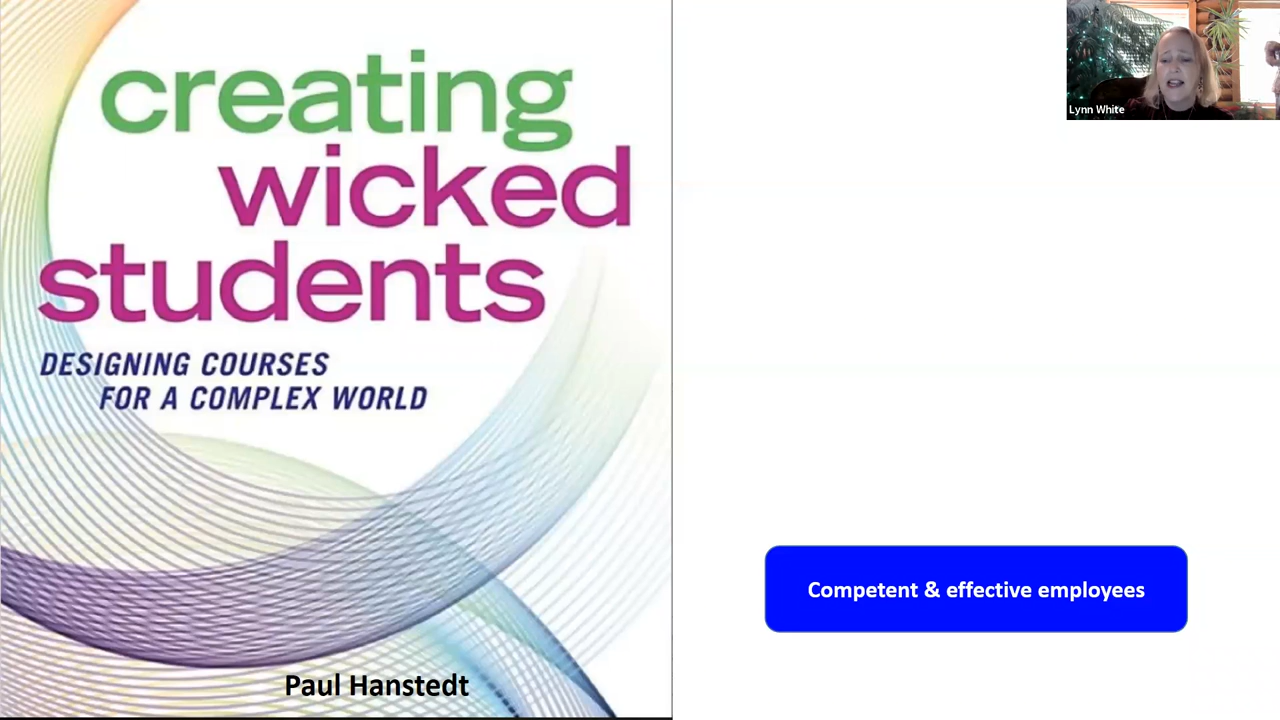 creating
wicked
students
DESIGNING COURSES
FOR A COMPLEX WORLD
Paul Hanstedt
Lynn White
Competent & effective employees